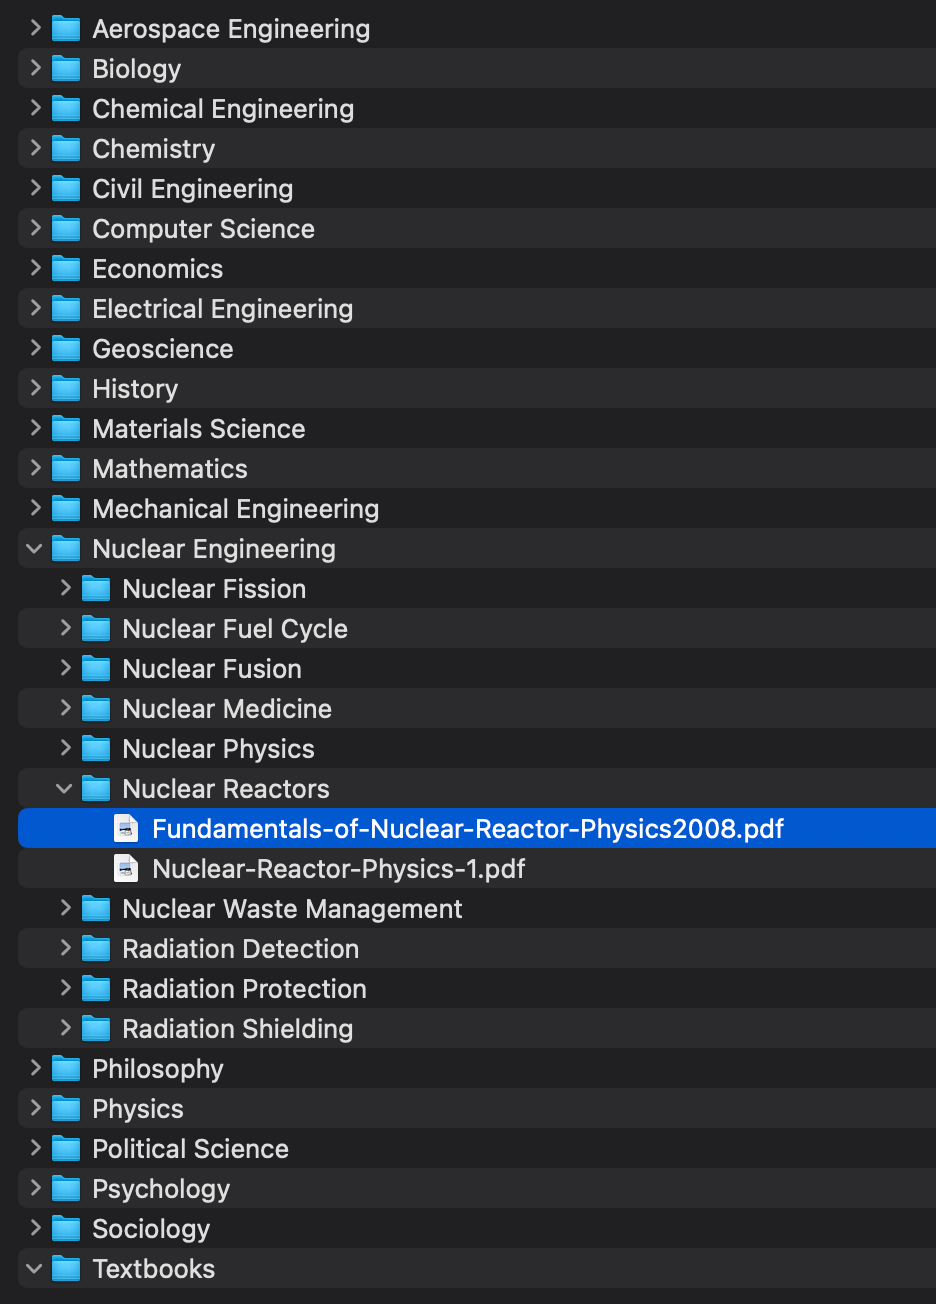 Aerospace Engineering
Biology
Chemical Engineering
Chemistry
Civil Engineering
Computer Science
Economics
Electrical Engineering
Geoscience
History
Materials Science
Mathematics
Mechanical Engineering
Nuclear Engineering
Nuclear Fission
Nuclear Fuel Cycle
Nuclear Fusion
Nuclear Medicine
Nuclear Physics
Nuclear Reactors
Fundamentals-of-Nuclear-Reactor-Physics2008.pdf
Nuclear-Reactor-Physics-1.pdf
Nuclear Waste Management
Radiation Detection
Radiation Protection
Radiation Shielding
Philosophy
Physics
Political Science
Psychology
Sociology
Textbooks